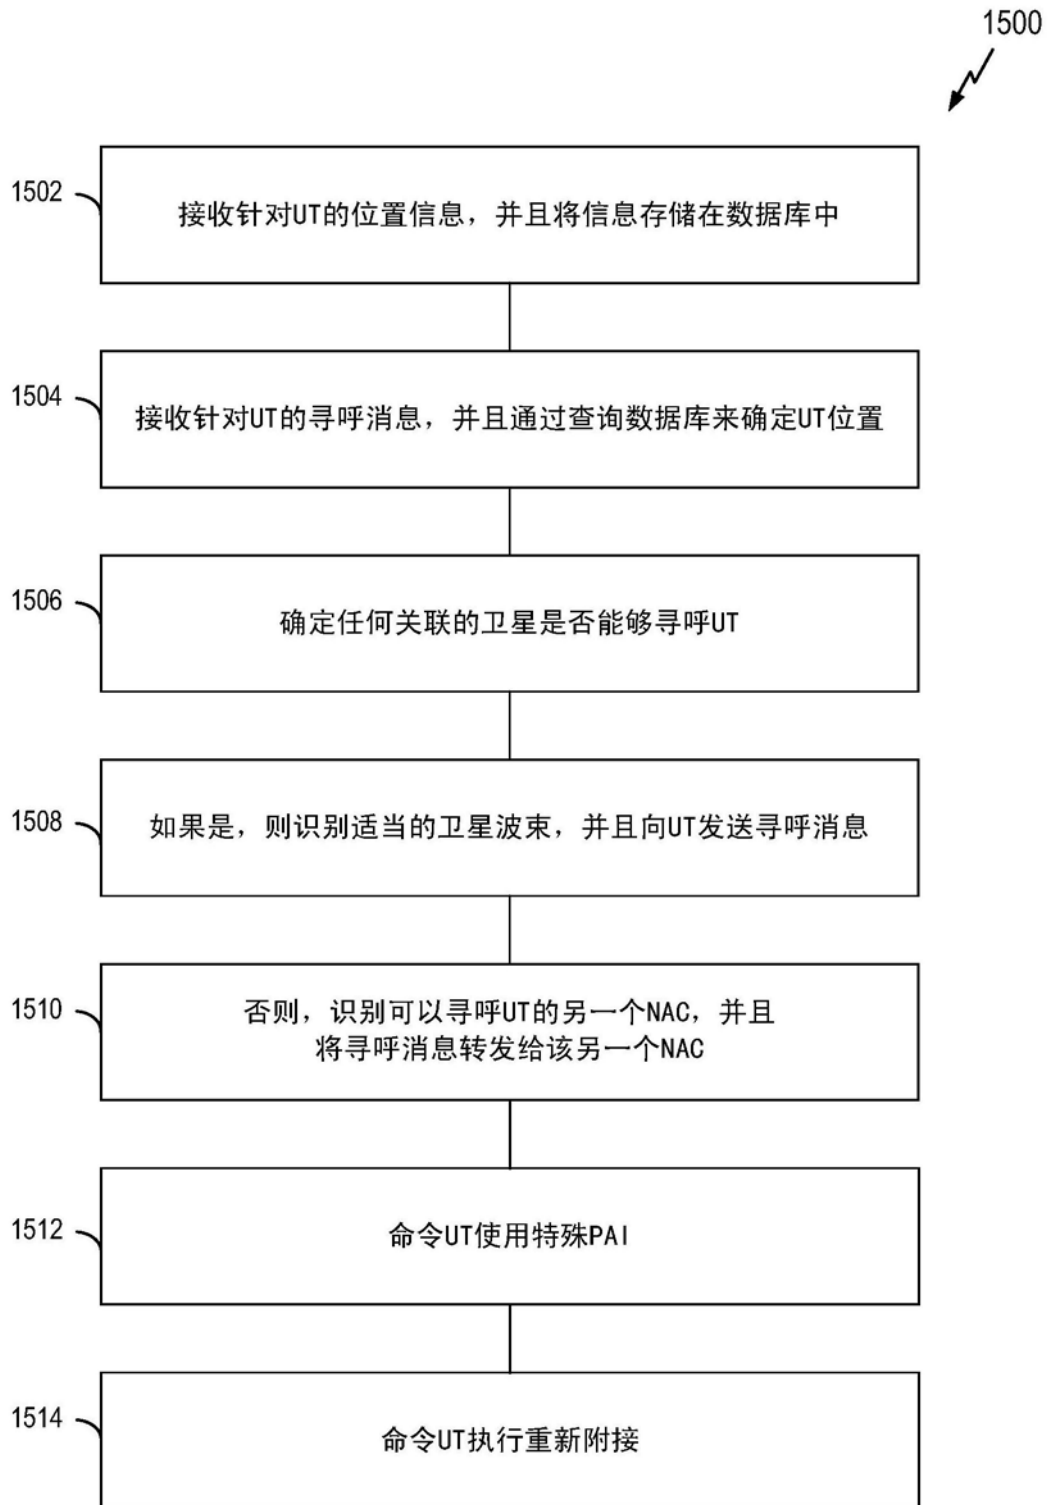 1500
1502
接收针对UT的位置信息，并且将信息存储在数据库中
1504
接收针对UT的寻呼消息，并且通过查询数据库来确定UT位置
1506
确定任何关联的卫星是否能够寻呼UT
1508
如果是，则识别适当的卫星波束，并且向UT发送寻呼消息
1510
否则，识别可以寻呼UT的另一个NAC，并且
将寻呼消息转发给该另一个NAC
1512
命令UT使用特殊PAI
1514
命令UT执行重新附接